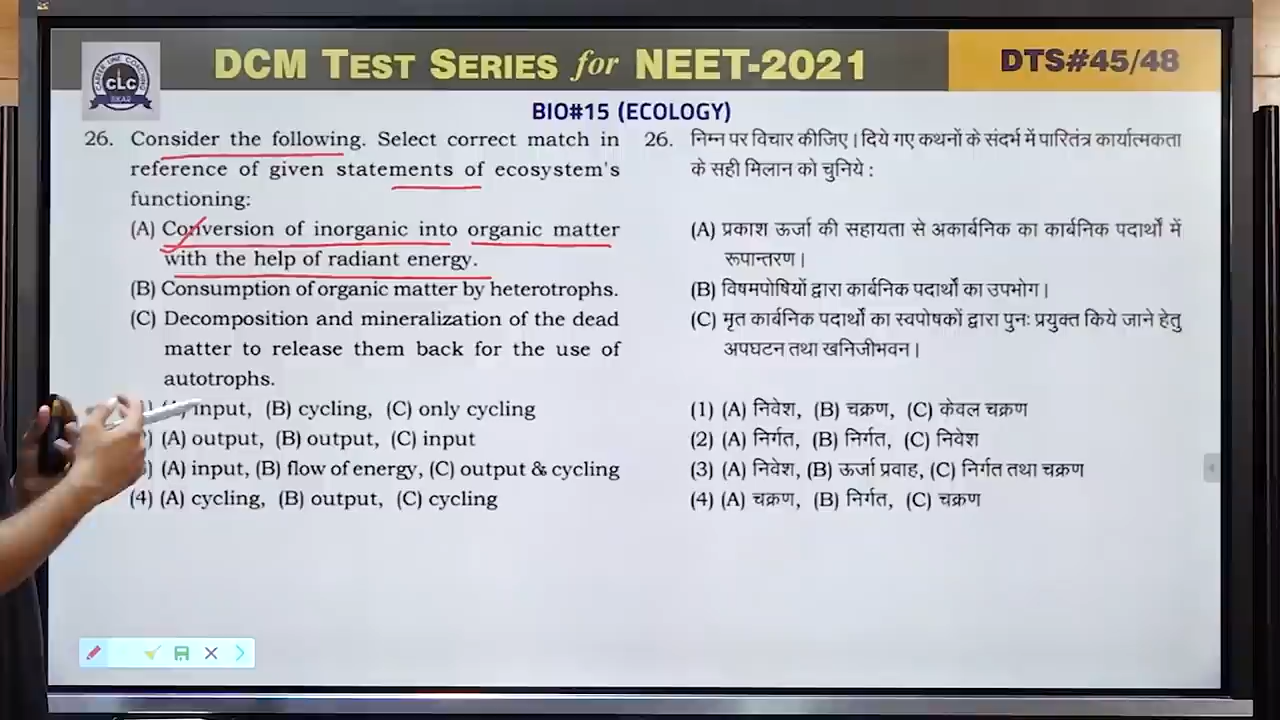 DCM TEST SERIES for NEET-2021
DTS#45/48
CLC
BIO#15 (ECOLOGY)
26. Consider the following. Select correct match in
reference of given statements of ecosystem's
functioning:
(A) Conversion of inorganic into organic matter
with the help of radiant energy.
(B) Consumption of organic matter by heterotrophs.
(C) Decomposition and mineralization of the dead
matter to release them back for the use of
autotrophs.
input, (B) cycling, (C) only cycling
(A) output, (B) output, (C) input
(A) input, (B) flow of energy, (C) output & cycling
(4) (A) cycling, (B) output, (C) cycling
26. निम्न पर विचार कीजिए। दिये गए कथनों के संदर्भ में पारितंत्र कार्यात्मकता
के सही मिलान को चुनिये :
(A) प्रकाश ऊर्जा की सहायता से अकार्बनिक का कार्बनिक पदार्थों में
रूपान्तरण।
(B) विषमपोषियों द्वारा कार्बनिक पदार्थों का उपभोग।
(C) मृत कार्बनिक पदार्थों का स्वपोषकों द्वारा पुनः प्रयुक्त किये जाने हेतु
अपघटन तथा खनिजीभवन।
(1) (A) निवेश, (B) चक्रण, (C) केवल चक्रण
(2) (A) निर्गत, (B) निर्गत, (C) निवेश
(3) (A) निवेश, (B) ऊर्जा प्रवाह, (C) निर्गत तथा चक्रण
(4) (A) चक्रण, (B) निर्गत, (C) चक्रण